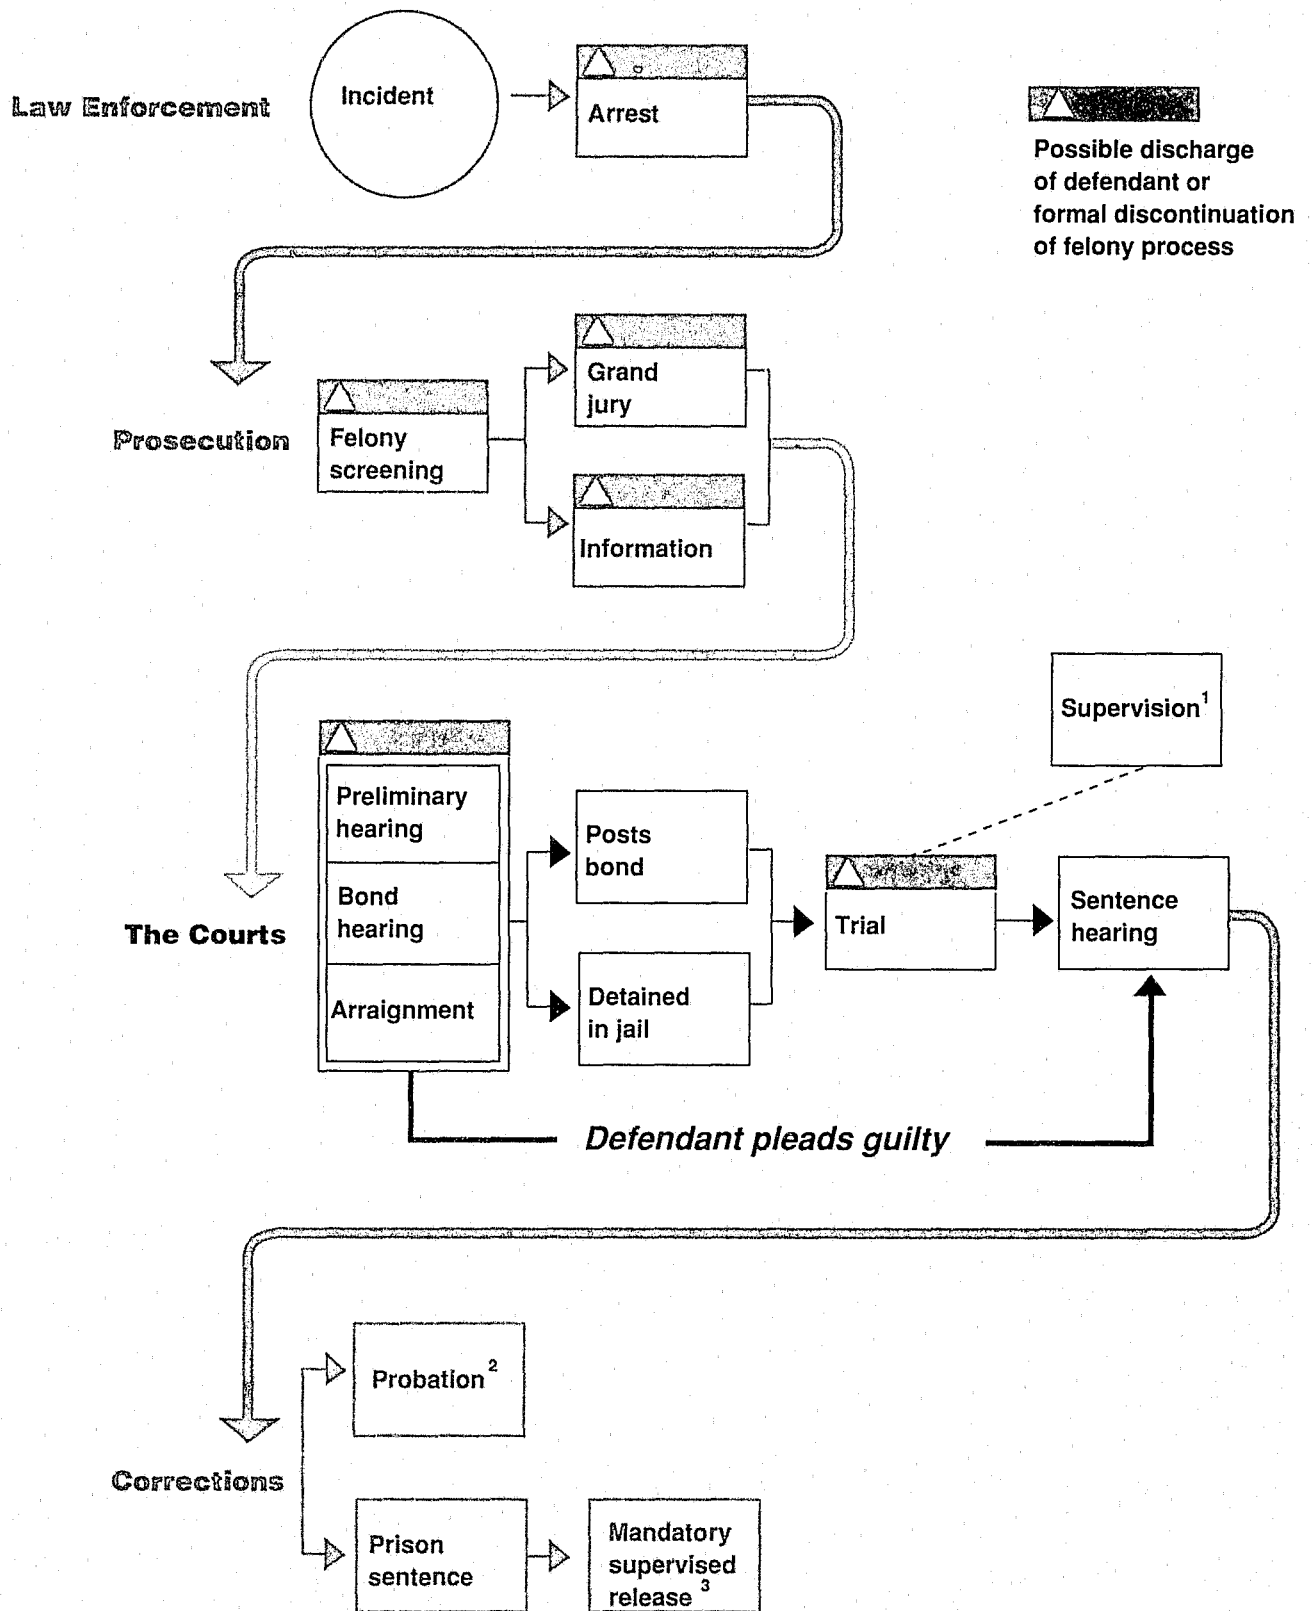 Law Enforcement
Incident
Arrest
Possible discharge
of defendant or
formal discontinuation
of felony process
Prosecution
Felony
screening
Grand
jury
Information
Supervision¹
The Courts
Preliminary
hearing
Bond
hearing
Arraignment
Posts
bond
Detained
in jail
Trial
Sentence
hearing
Defendant pleads guilty
Corrections
Probation²
Prison
sentence
Mandatory
supervised
release³